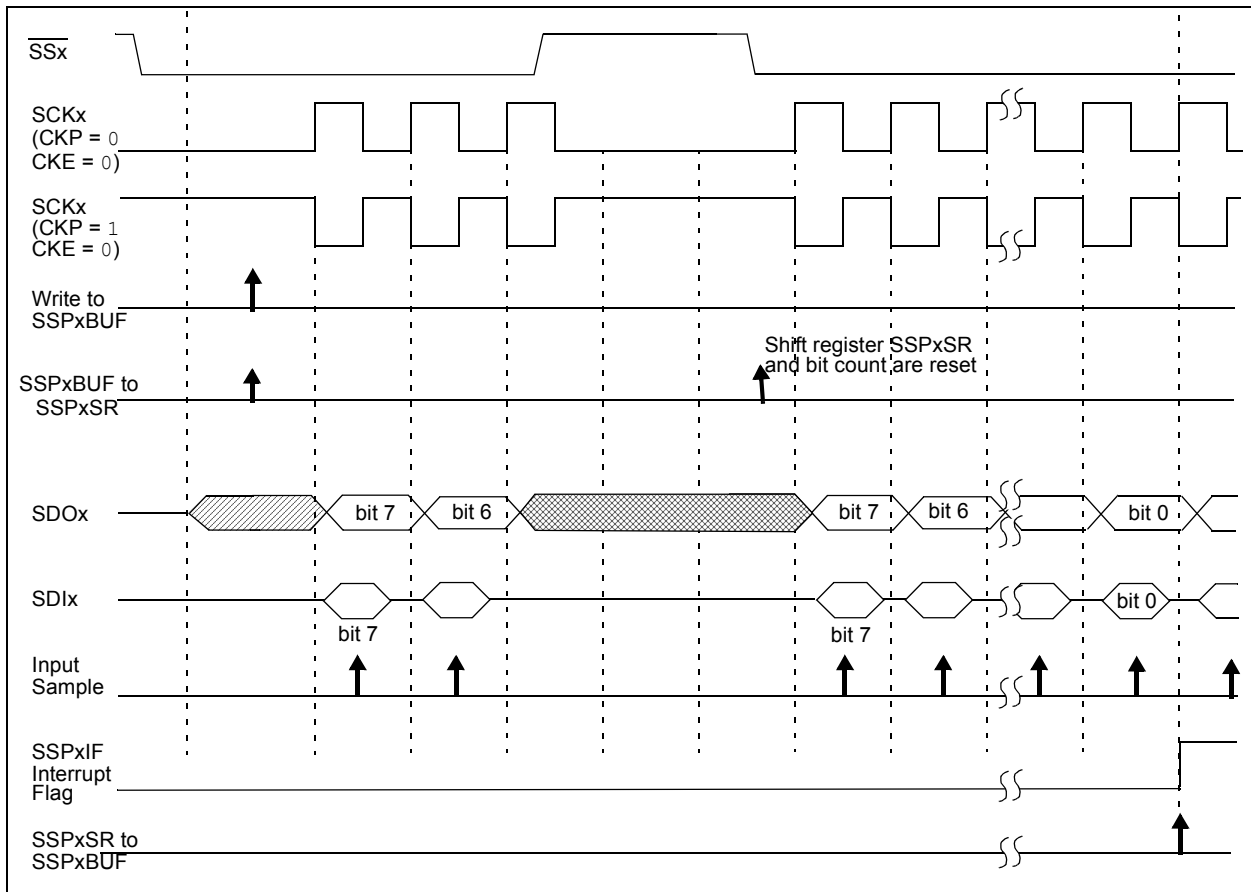 SSx
SCKx
(CKP = 0
CKE = 0)
SCKx
(CKP = 1
CKE = 0)
Write to
SSPxBUF
Shift register SSPxSR
and bit count are reset
SSPxBUF to
SSPxSR
SDOx
bit 7
bit 6
bit 7
bit 6
bit 0
SDIx
bit 0
bit 7
bit 7
Input
Sample
SSPxIF
Interrupt
Flag
SSPxSR to
SSPxBUF